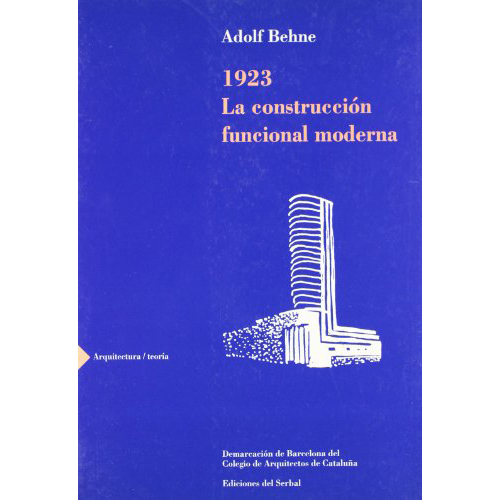 Adolf Behne
1923
La construcción
funcional moderna
Arquitectura / teoría
Demarcación de Barcelona del
Colegio de Arquitectos de Cataluña
Ediciones del Serbal